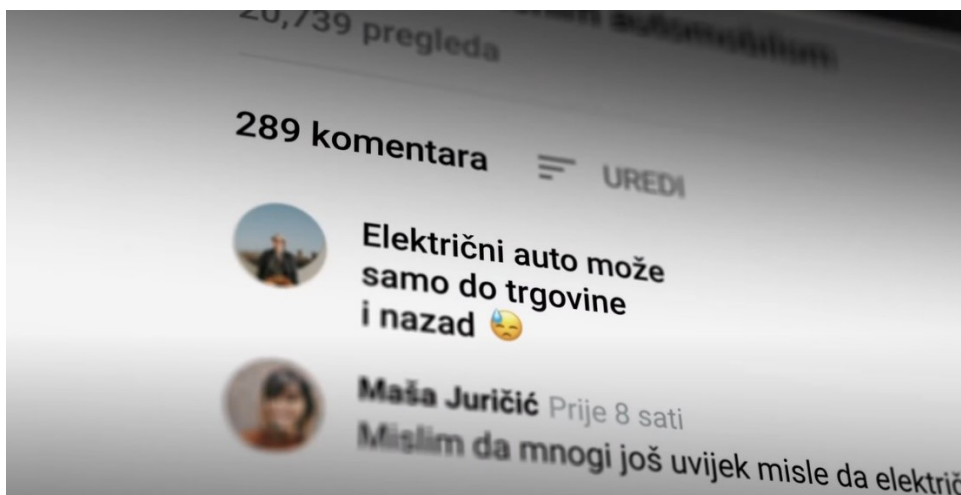 20,739 pregleda
289 komentara
UREDI
Električni auto može
samo do trgovine
i nazad 😓
Maša Juričić Prije 8 sati
Mislim da mnogi još uvijek misle da